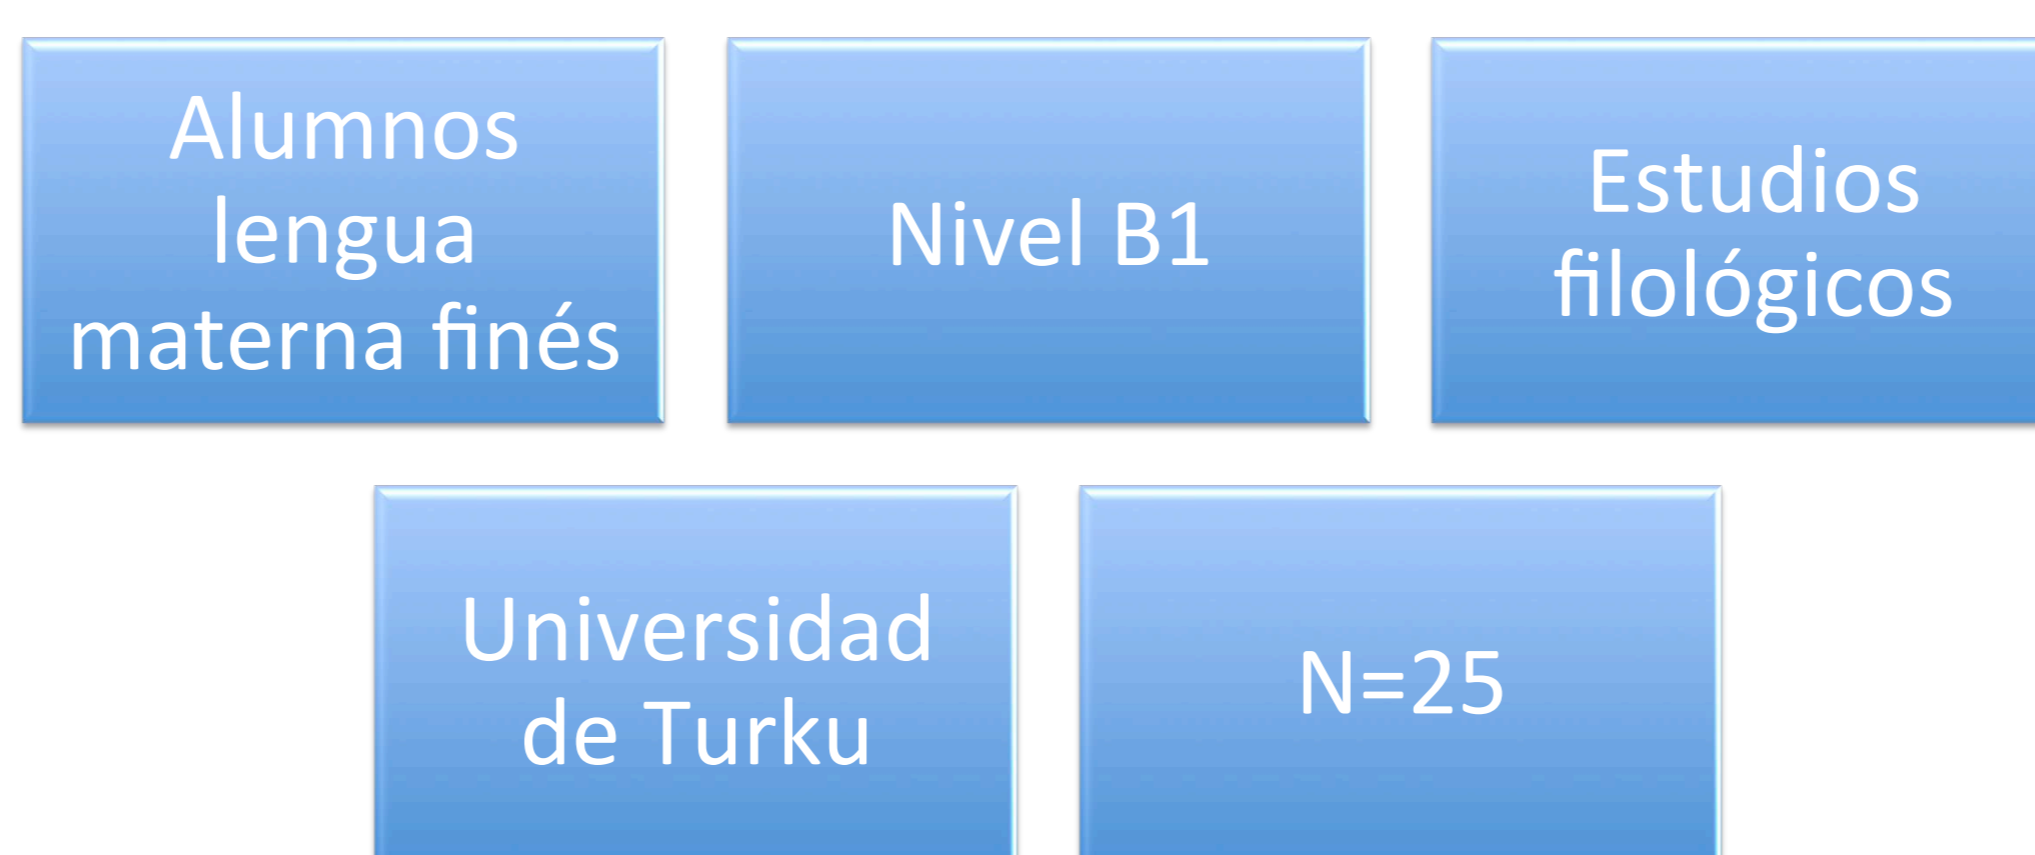 Alumnos
lengua
materna finés
Nivel B1
Estudios
filológicos
Universidad
de Turku
N=25